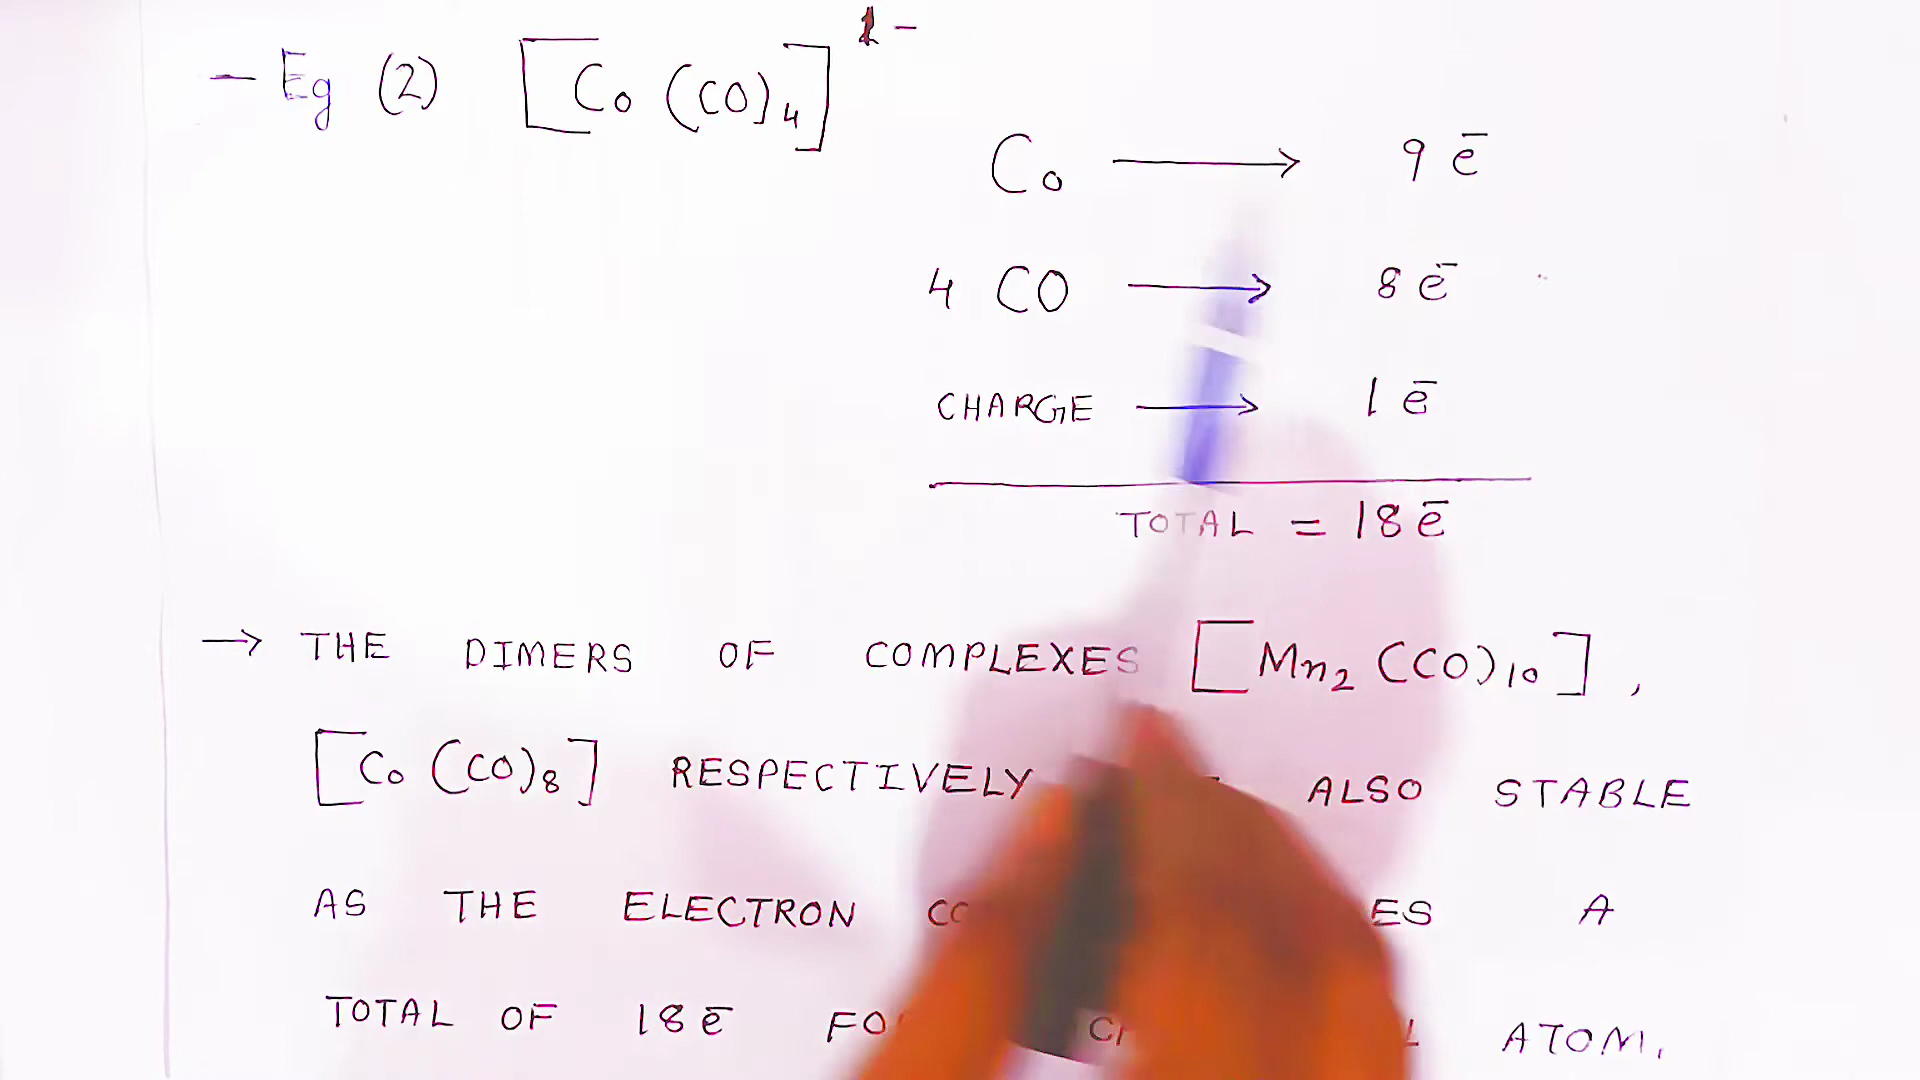 - Eg (2) [Co (CO)4]1-
Co → 9 e̅
4 CO → 8 e̅
CHARGE → 1 e̅
TOTAL = 18 e̅
→ THE DIMERS OF COMPLEXES [Mn2 (CO)10] ,
[Co (CO)8] RESPECTIVELY ALSO STABLE
AS THE ELECTRON A
TOTAL OF 18 e̅ ATOM.